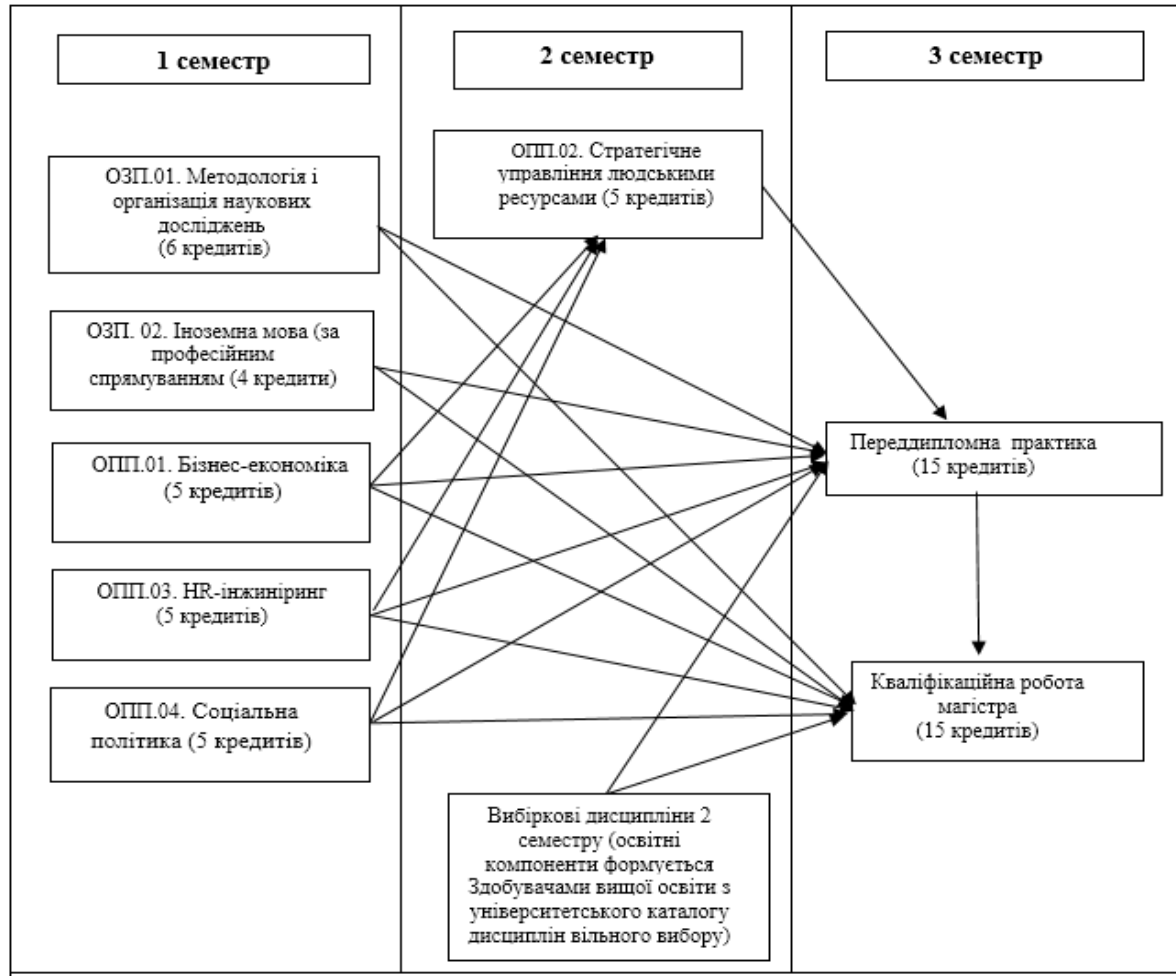 1 семестр
2 семестр
3 семестр
ОЗП.01. Методологія і
організація наукових
досліджень
(6 кредитів)
ОЗП. 02. Іноземна мова (за
професійним
спрямуванням (4 кредити)
ОПП.01. Бізнес-економіка
(5 кредитів)
ОПП.03. HR-інжиніринг
(5 кредитів)
ОПП.04. Соціальна
політика (5 кредитів)
ОПП.02. Стратегічне
управління людськими
ресурсами (5 кредитів)
Вибіркові дисципліни 2
семестру (освітні
компоненти формується
Здобувачами вищої освіти з
університетського каталогу
дисциплін вільного вибору)
Переддипломна практика
(15 кредитів)
Кваліфікаційна робота
магістра
(15 кредитів)